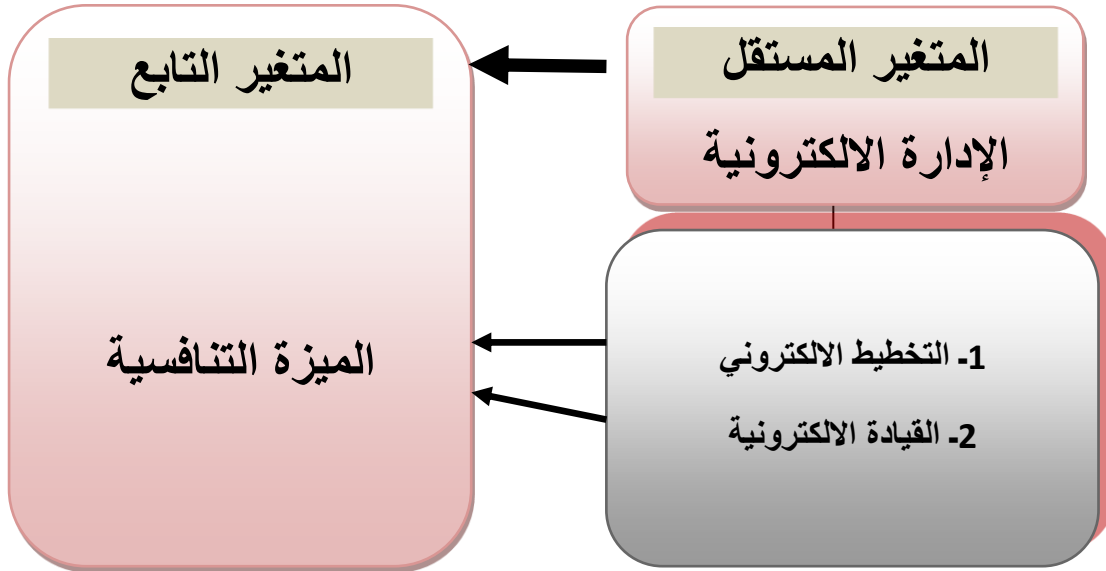 المتغير المستقل
الإدارة الالكترونية
1- التخطيط الالكتروني
2- القيادة الالكترونية
المتغير التابع
الميزة التنافسية